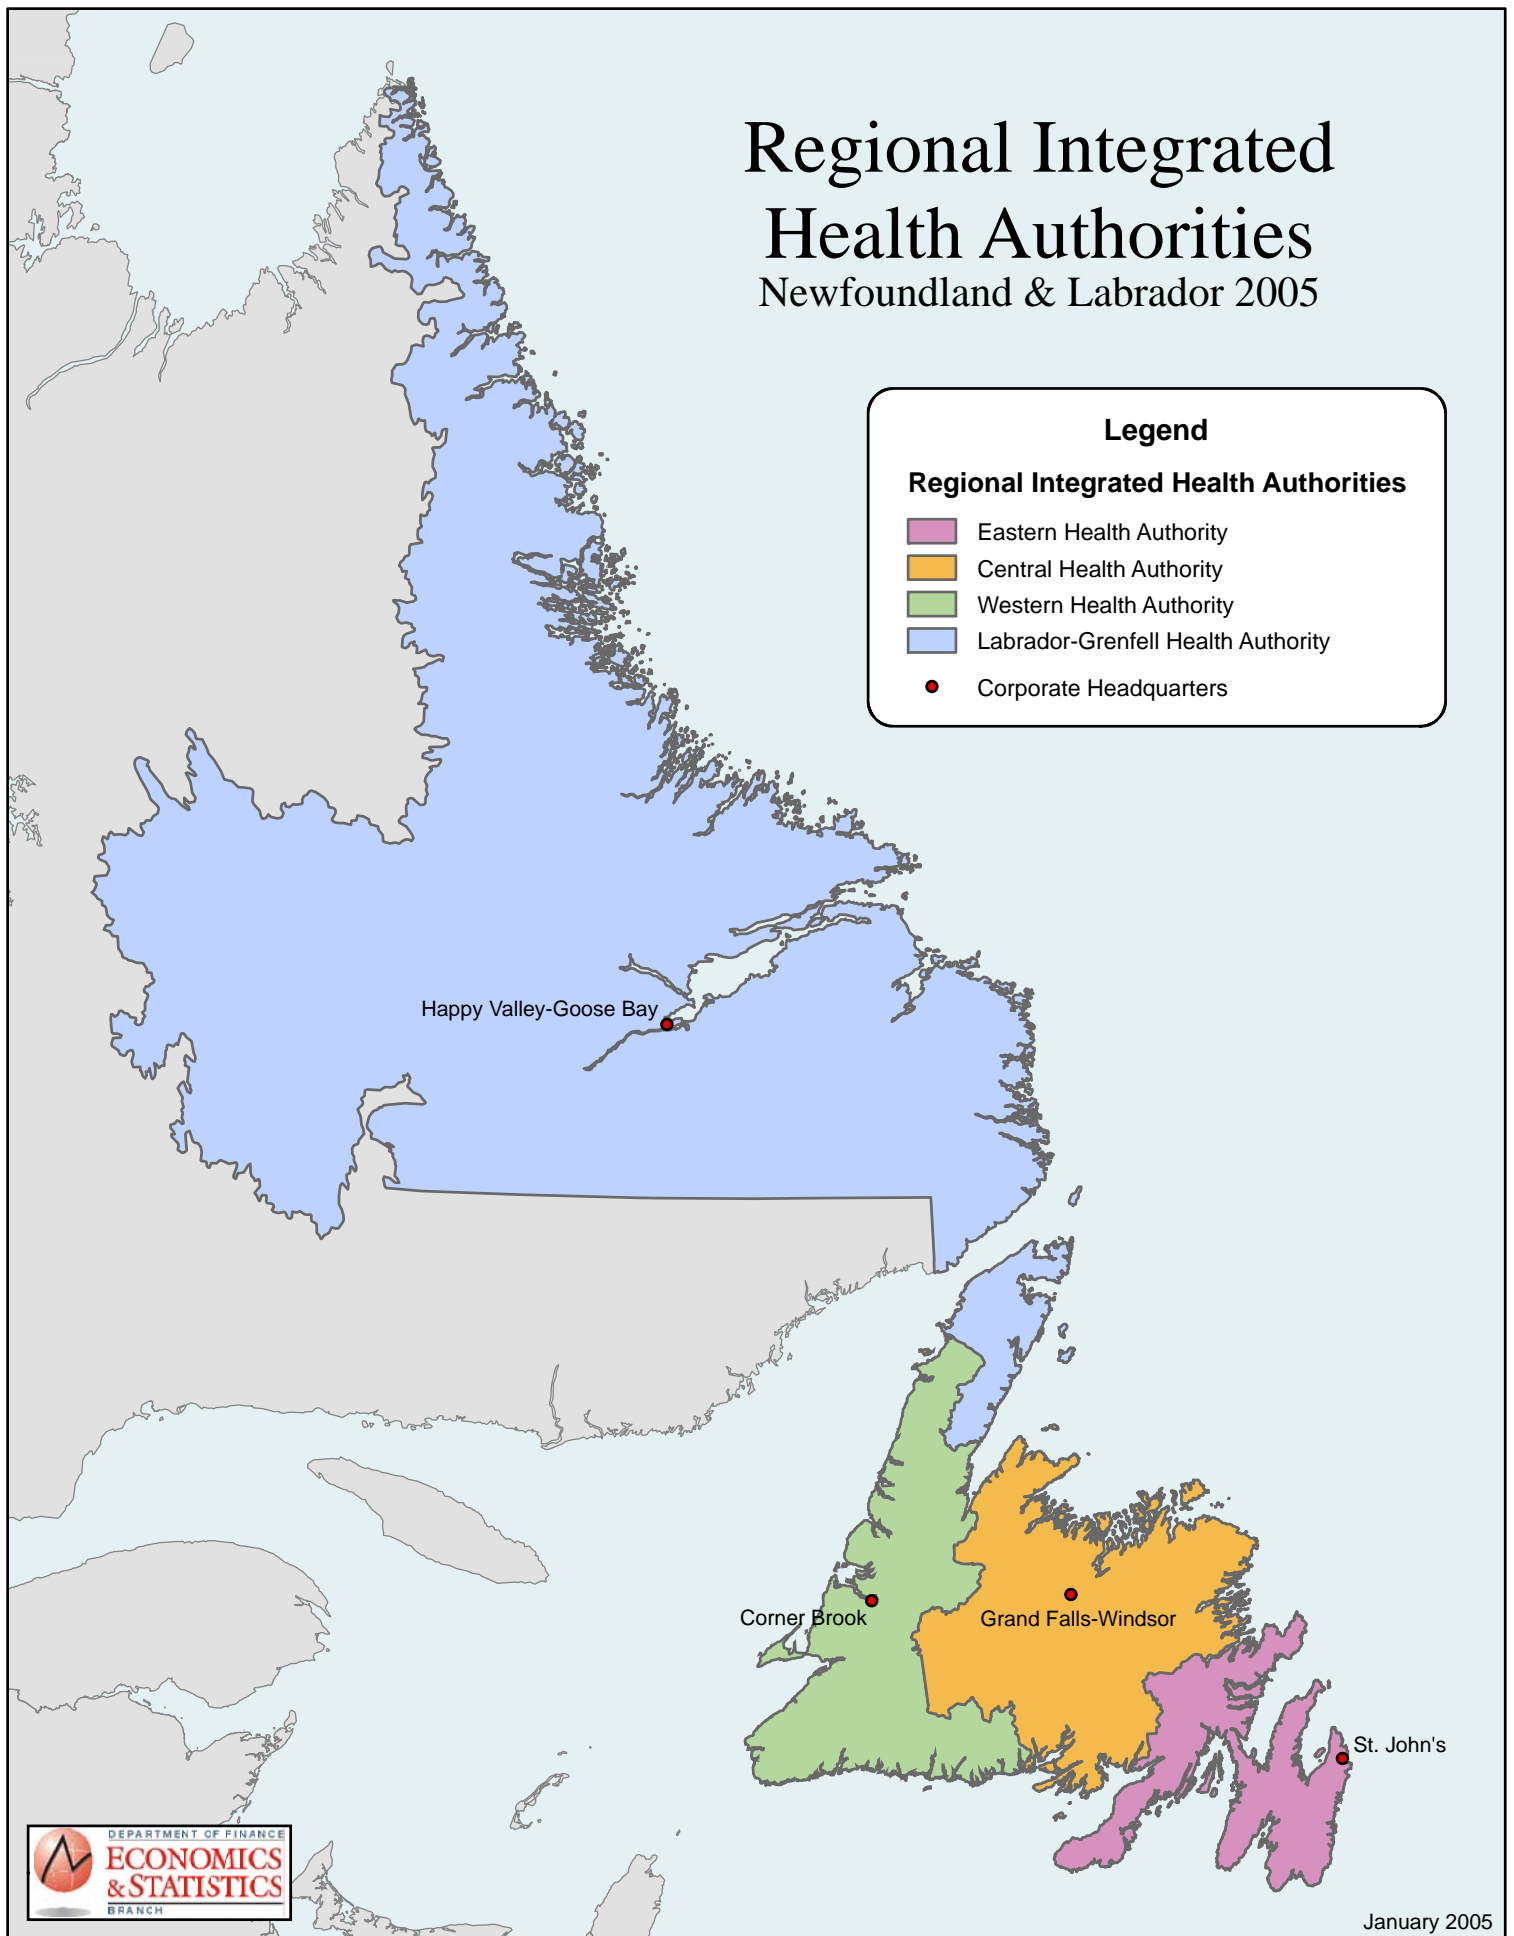 Regional Integrated
Health Authorities
Newfoundland & Labrador 2005
Legend
Regional Integrated Health Authorities
Eastern Health Authority
Central Health Authority
Western Health Authority
Labrador-Grenfell Health Authority
Corporate Headquarters
Happy Valley-Goose Bay
Corner Brook
Grand Falls-Windsor
St. John's
DEPARTMENT OF FINANCE
ECONOMICS
& STATISTICS
BRANCH
January 2005